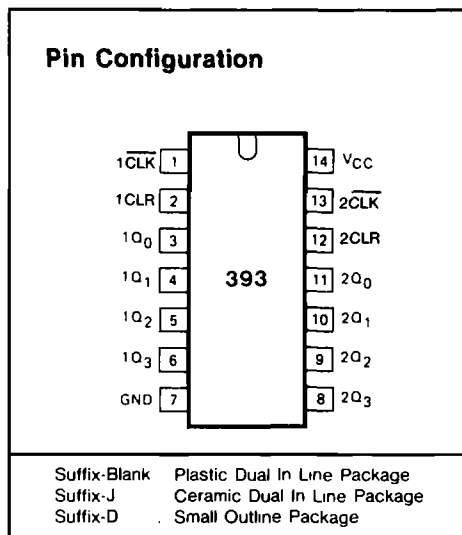 Pin Configuration
1C̅L̅K̅ 1 14 VCC
1CLR 2 13 2C̅L̅K̅
1Q0 3 12 2CLR
1Q1 4 393 11 2Q0
1Q2 5 10 2Q1
1Q3 6 9 2Q2
GND 7 8 2Q3
Suffix-Blank Plastic Dual In Line Package
Suffix-J Ceramic Dual In Line Package
Suffix-D . Small Outline Package